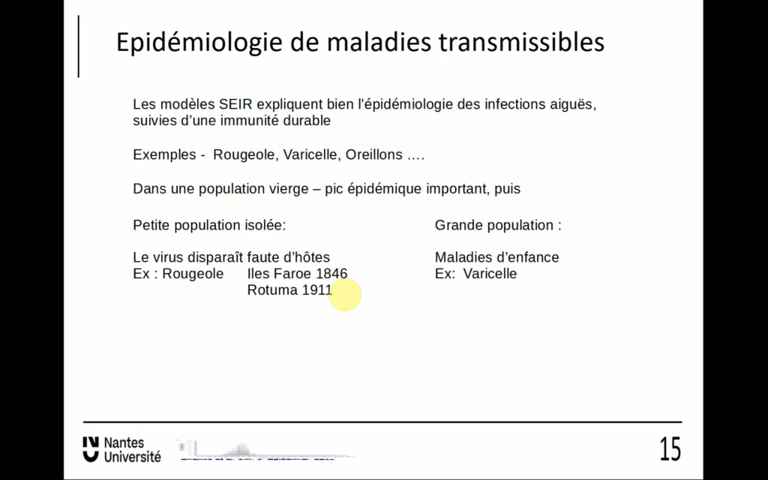 Epidémiologie de maladies transmissibles
Les modèles SEIR expliquent bien l'épidémiologie des infections aiguës,
suivies d'une immunité durable
Exemples - Rougeole, Varicelle, Oreillons ....
Dans une population vierge – pic épidémique important, puis
Petite population isolée:
Le virus disparaît faute d'hôtes
Ex : Rougeole Iles Faroe 1846
Rotuma 1911
Grande population :
Maladies d'enfance
Ex: Varicelle
Nantes
Université
15